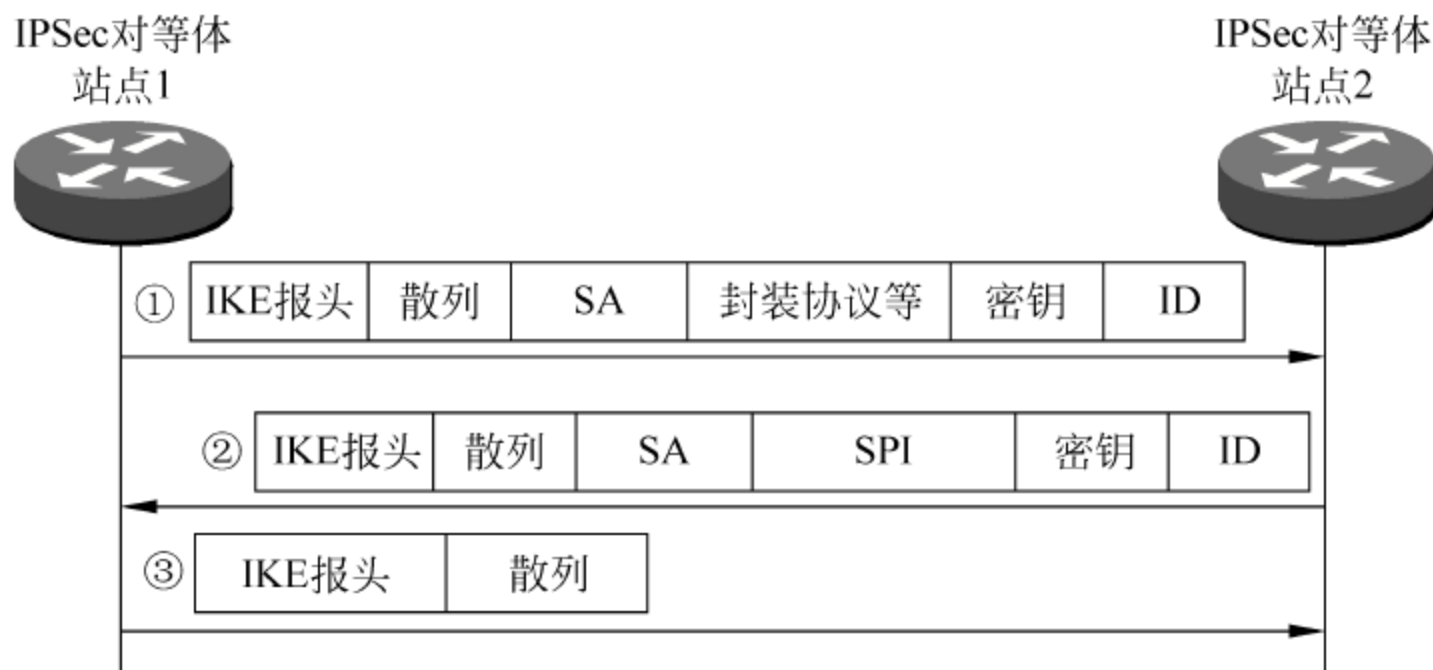 IPSec对等体
站点1
IPSec对等体
站点2
① IKE报头 散列 SA 封装协议等 密钥 ID
② IKE报头 散列 SA SPI 密钥 ID
③ IKE报头 散列